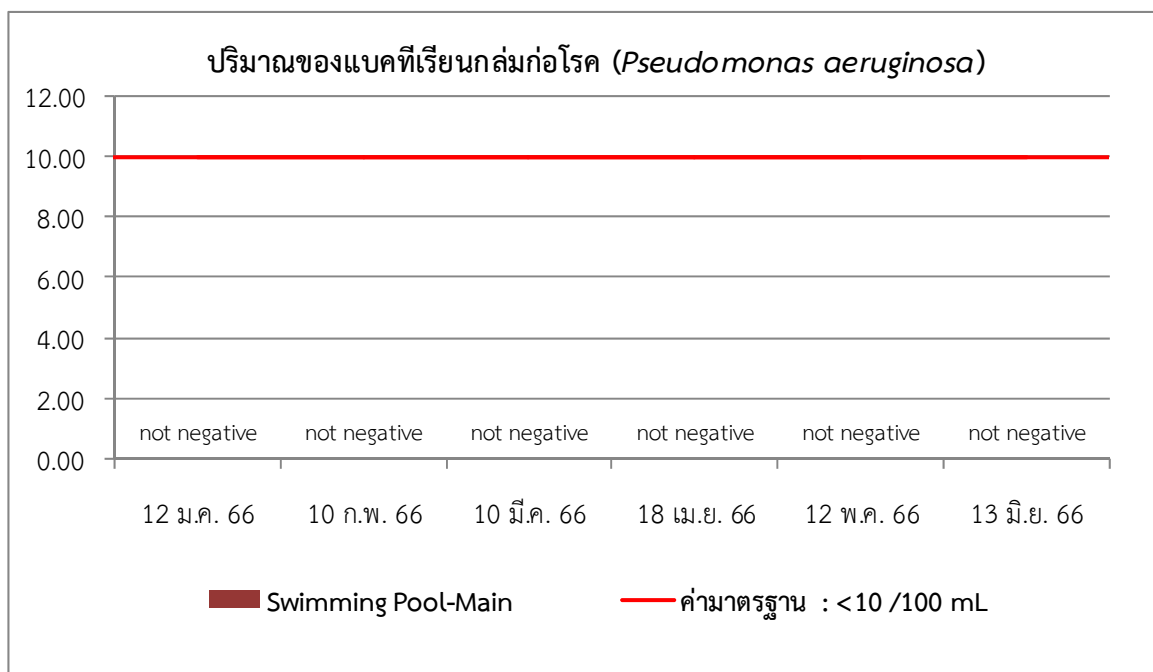 ปริมาณของแบคทีเรียนกล่มก่อโรค (Pseudomonas aeruginosa)
12.00
10.00
8.00
6.00
4.00
2.00
not negative not negative not negative not negative not negative not negative
0.00
12 ม.ค. 66 10 ก.พ. 66 10 มี.ค. 66 18 เม.ย. 66 12 พ.ค. 66 13 มิ.ย. 66
Swimming Pool-Main ค่ามาตรฐาน : <10 /100 mL